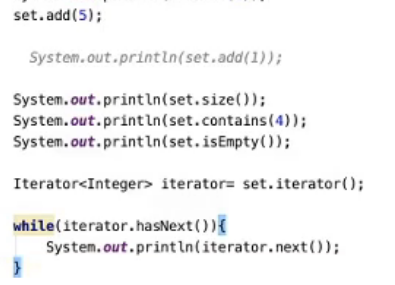 set.add(5);
System.out.println(set.add(1));
System.out.println(set.size());
System.out.println(set.contains(4));
System.out.println(set.isEmpty());
Iterator<Integer> iterator= set.iterator();
while(iterator.hasNext()){
System.out.println(iterator.next());
}